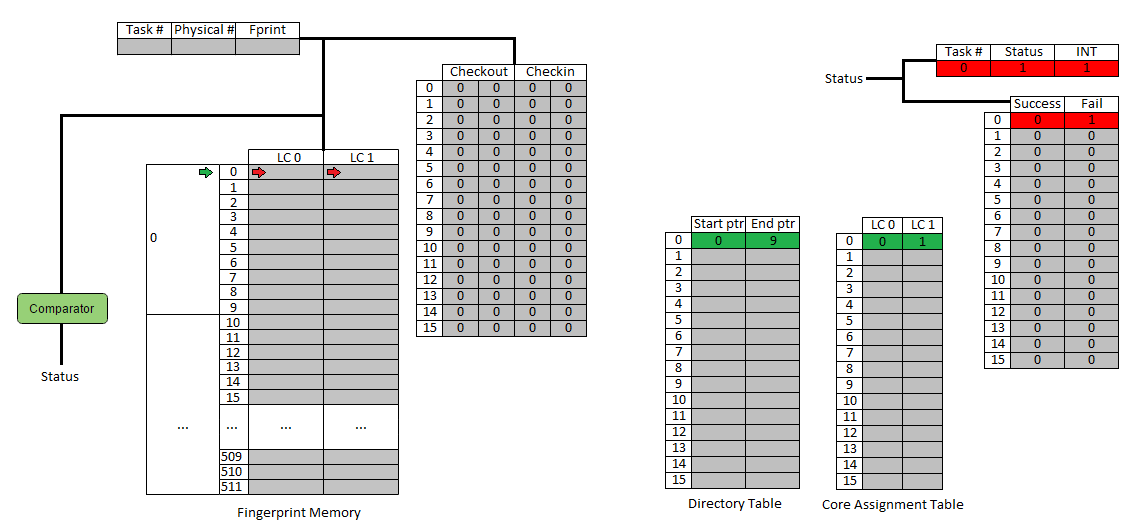 Task # Physical # Fprint
Checkout Checkin
0 0 0 0 0
1 0 0 0 0
2 0 0 0 0
3 0 0 0 0
4 0 0 0 0
5 0 0 0 0
6 0 0 0 0
7 0 0 0 0
8 0 0 0 0
9 0 0 0 0
10 0 0 0 0
11 0 0 0 0
12 0 0 0 0
13 0 0 0 0
14 0 0 0 0
15 0 0 0 0
LC 0 LC 1
0
0
1
2
3
4
5
6
7
8
9
10
11
12
13
14
15
... ... ... ...
509
510
511
Fingerprint Memory
Comparator
Status
Start ptr End ptr
0 0 9
1
2
3
4
5
6
7
8
9
10
11
12
13
14
15
Directory Table
LC 0 LC 1
0 0 1
1
2
3
4
5
6
7
8
9
10
11
12
13
14
15
Core Assignment Table
Status
Task # Status INT
0 1 1
Success Fail
0 0 1
1 0 0
2 0 0
3 0 0
4 0 0
5 0 0
6 0 0
7 0 0
8 0 0
9 0 0
10 0 0
11 0 0
12 0 0
13 0 0
14 0 0
15 0 0